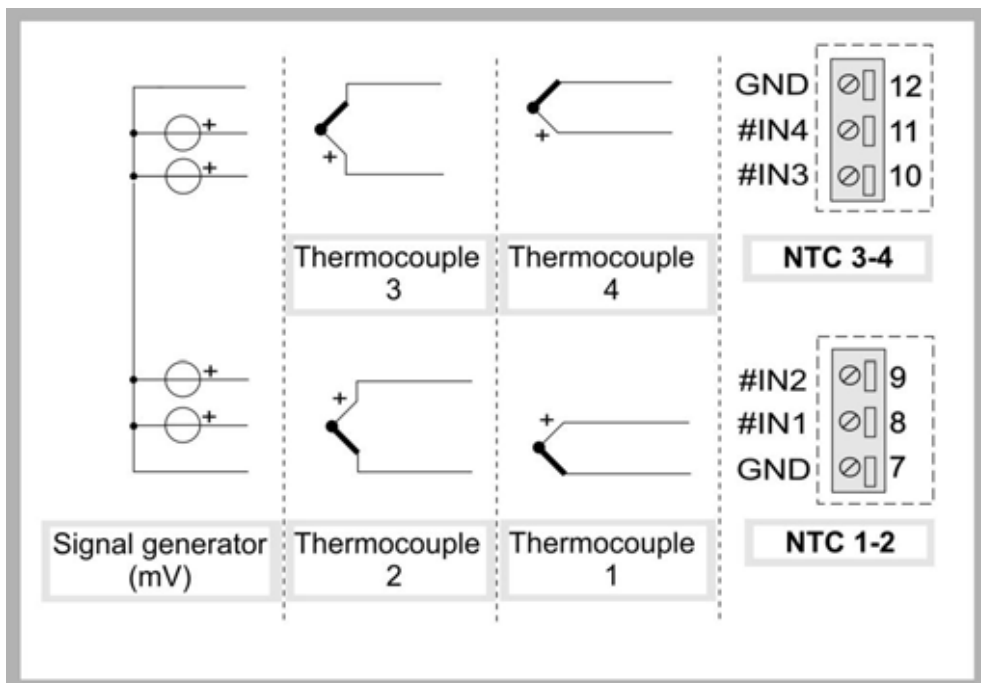 GND 12
+ #IN4 11
+ + + #IN3 10
Thermocouple
3
Thermocouple
4
NTC 3-4
+ + #IN2 9
+ + #IN1 8
GND 7
Signal generator
(mV)
Thermocouple
2
Thermocouple
1
NTC 1-2